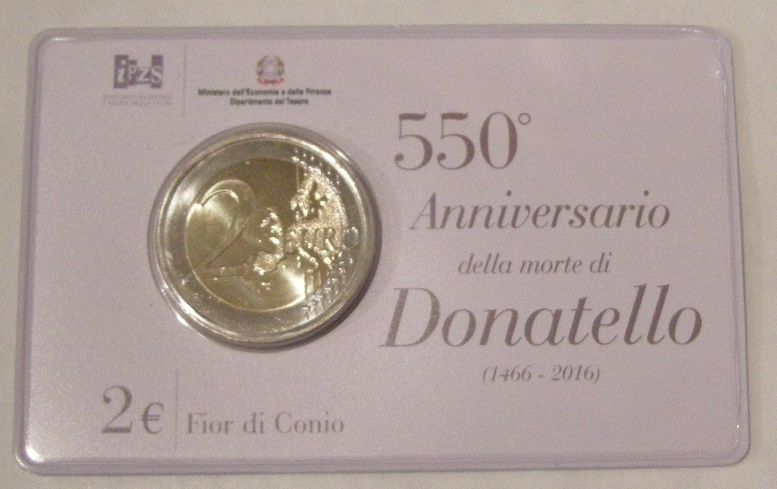 IPZS
Ministero dell'Economia e delle Finanze
Dipartimento del Tesoro
550°
Anniversario
della morte di
Donatello
(1466 - 2016)
2 EURO
2€
Fior di Conio